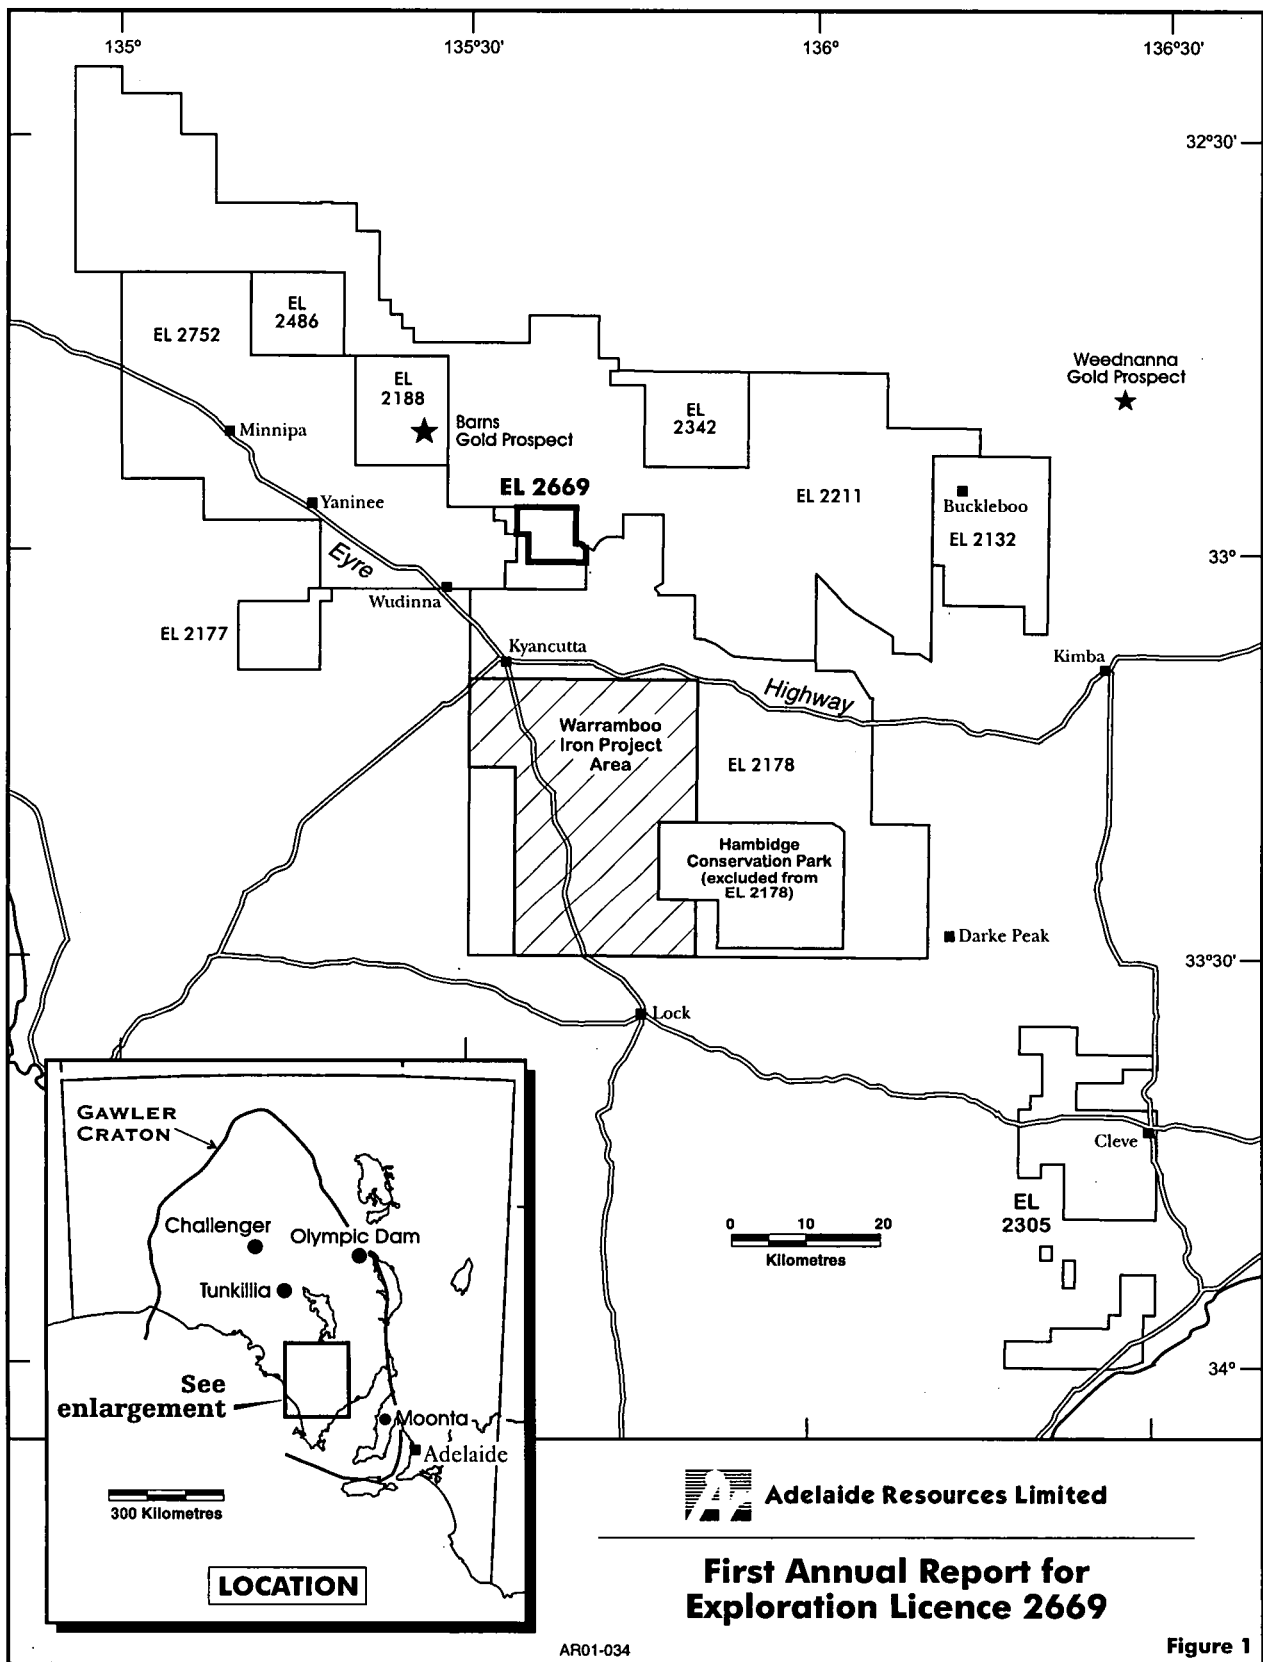 135°
135°30'
136°
136°30'
32°30'
EL
2486
EL 2752
Weednanna
Gold Prospect
EL
2188
EL
2342
Barns
Gold Prospect
Minnipa
EL 2669
EL 2211
Yaninee
Buckleboo
EL 2132
Eyre
33°
Wudinna
EL 2177
Kyancutta
Kimba
Highway
Warramboo
Iron Project
Area
EL 2178
Hambidge
Conservation Park
(excluded from
EL 2178)
Darke Peak
33°30'
Lock
Cleve
EL
2305
0 10 20
Kilometres
34°
GAWLER
CRATON
Challenger
Olympic Dam
Tunkillia
See
enlargement
Moonta
Adelaide
300 Kilometres
LOCATION
Adelaide Resources Limited
First Annual Report for
Exploration Licence 2669
AR01-034
Figure 1